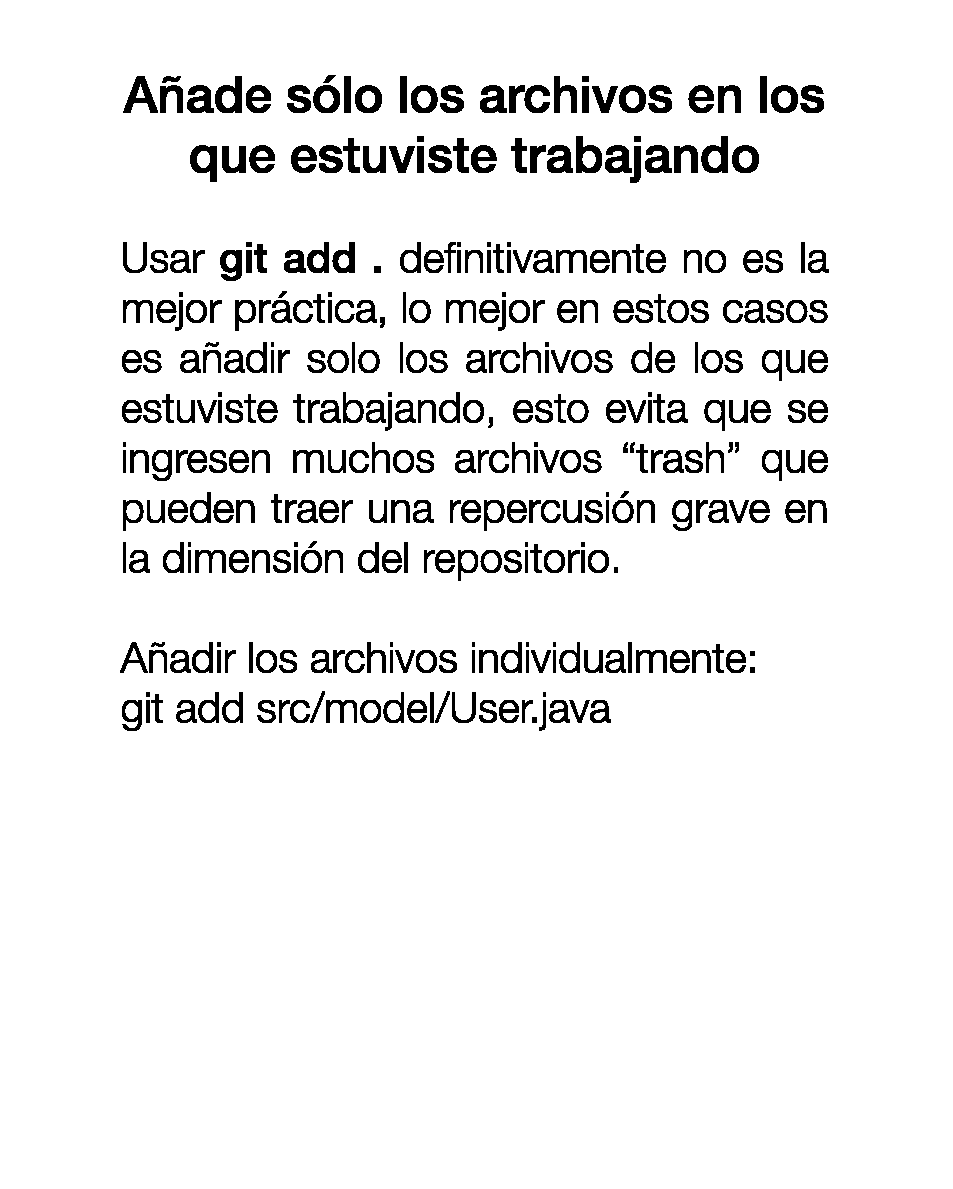 Añade sólo los archivos en los
que estuviste trabajando
Usar git add . definitivamente no es la
mejor práctica, lo mejor en estos casos
es añadir solo los archivos de los que
estuviste trabajando, esto evita que se
ingresen muchos archivos “trash” que
pueden traer una repercusión grave en
la dimensión del repositorio.
Añadir los archivos individualmente:
git add src/model/User.java